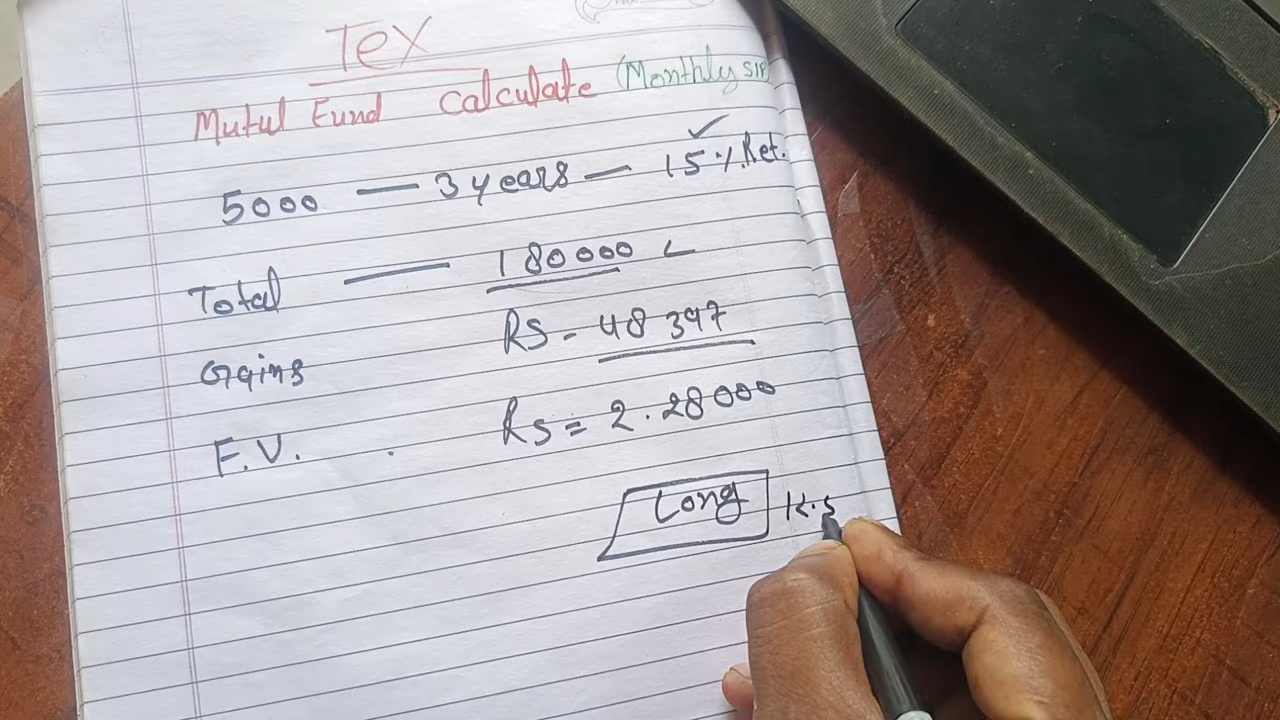 Tex
Mutul Fund Calculate (Monthly SIP)
5000 — 3 years — 15% Ret.
Total — 180000
Gains Rs - 48397
F.V. Rs = 2.28000
Long